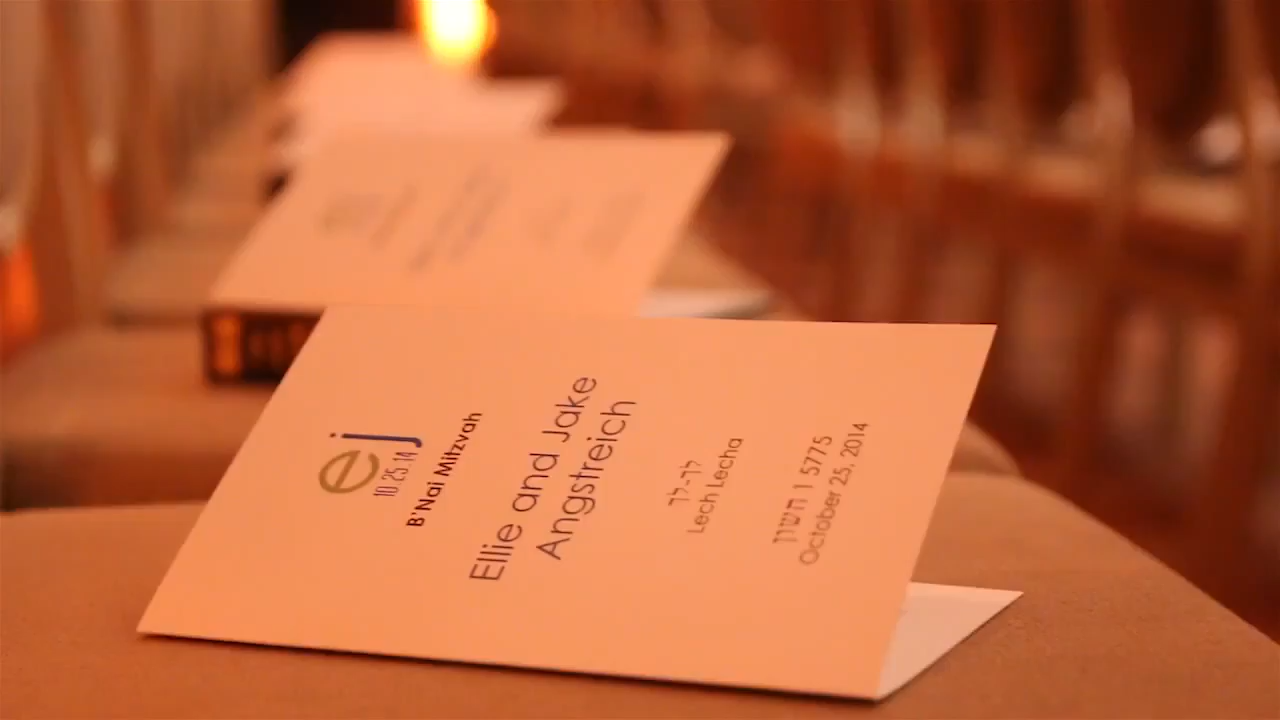 ej
10.25.14
B'Nai Mitzvah
Ellie and Jake
Angstreich
לך-לך
Lech Lecha
חשון | 5775
October 25, 2014